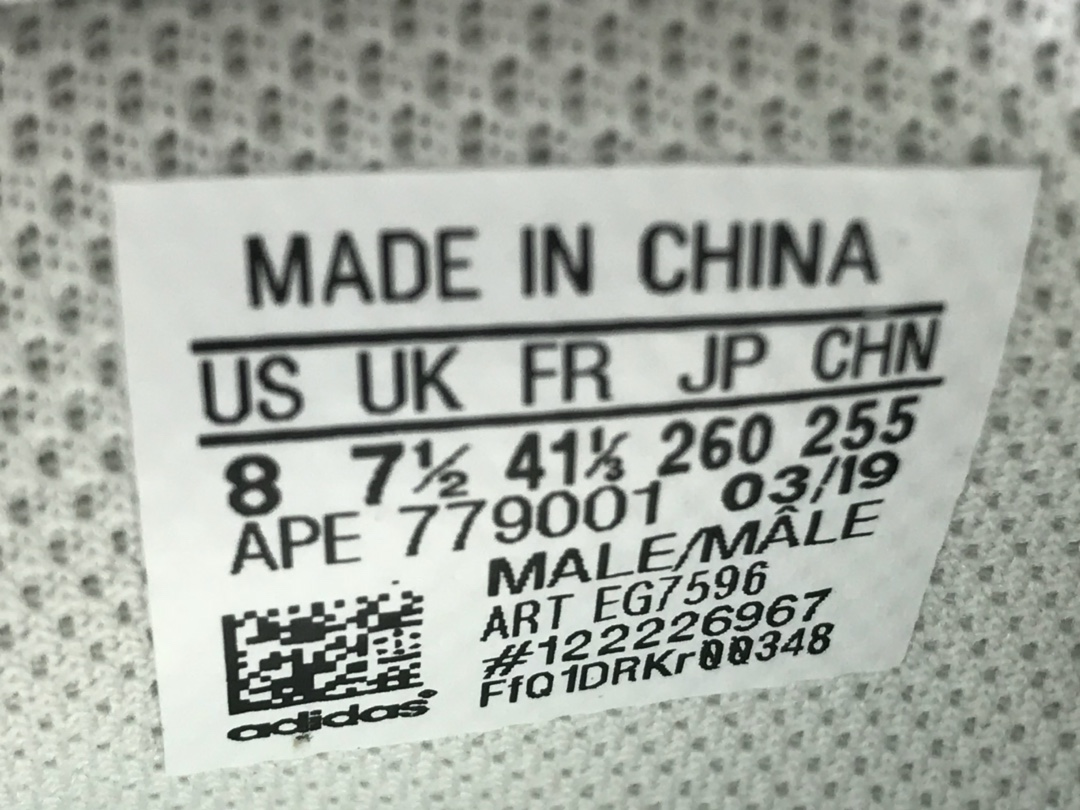 MADE IN CHINA
US UK FR JP CHN
8 7½ 41⅓ 260 255
APE 779001 03/19
MALE/MÂLE
ART EG7596
#122226967
FfQ1DRKr00348
adidas